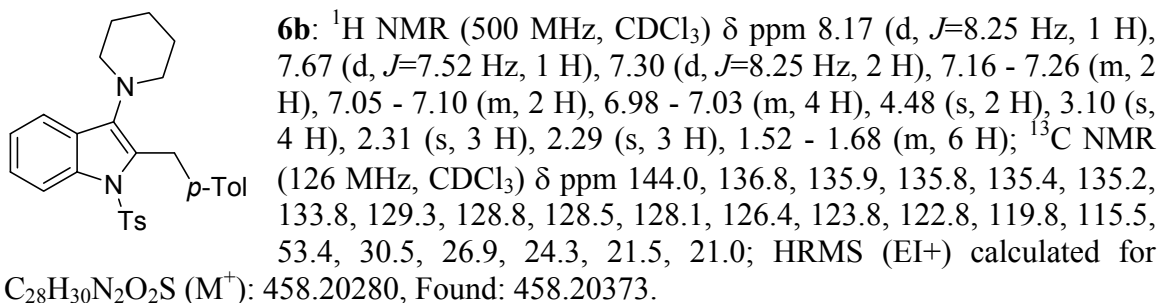 6b: ¹H NMR (500 MHz, CDCl₃) δ ppm 8.17 (d, J=8.25 Hz, 1 H),
7.67 (d, J=7.52 Hz, 1 H), 7.30 (d, J=8.25 Hz, 2 H), 7.16 - 7.26 (m, 2
H), 7.05 - 7.10 (m, 2 H), 6.98 - 7.03 (m, 4 H), 4.48 (s, 2 H), 3.10 (s,
4 H), 2.31 (s, 3 H), 2.29 (s, 3 H), 1.52 - 1.68 (m, 6 H); ¹³C NMR
(126 MHz, CDCl₃) δ ppm 144.0, 136.8, 135.9, 135.8, 135.4, 135.2,
133.8, 129.3, 128.8, 128.5, 128.1, 126.4, 123.8, 122.8, 119.8, 115.5,
53.4, 30.5, 26.9, 24.3, 21.5, 21.0; HRMS (EI+) calculated for
C₂₈H₃₀N₂O₂S (M⁺): 458.20280, Found: 458.20373.
N
N
p-Tol
Ts